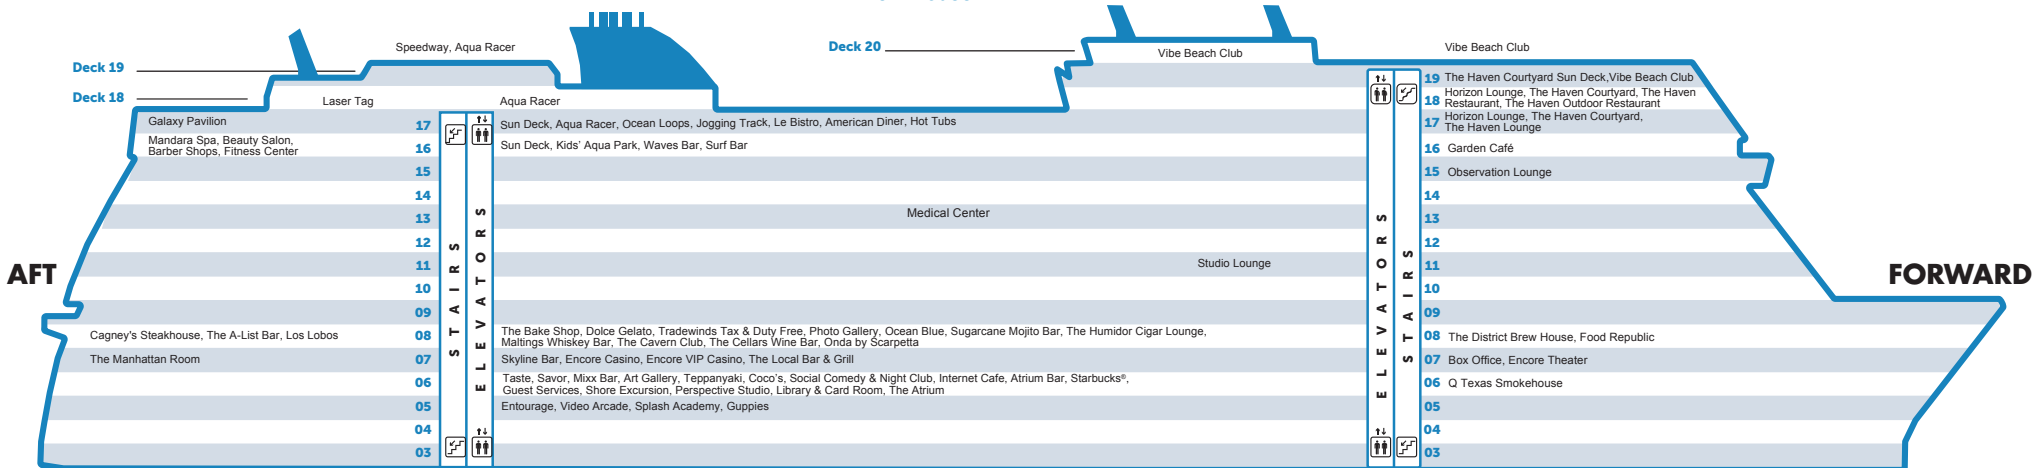 Speedway, Aqua Racer
Deck 20
Vibe Beach Club
Vibe Beach Club
Deck 19
19 The Haven Courtyard Sun Deck,Vibe Beach Club
Deck 18
Laser Tag
Aqua Racer
18 Horizon Lounge, The Haven Courtyard, The Haven
Restaurant, The Haven Outdoor Restaurant
Galaxy Pavilion
17
Sun Deck, Aqua Racer, Ocean Loops, Jogging Track, Le Bistro, American Diner, Hot Tubs
17 Horizon Lounge, The Haven Courtyard,
The Haven Lounge
Mandara Spa, Beauty Salon,
Barber Shops, Fitness Center
16
Sun Deck, Kids' Aqua Park, Waves Bar, Surf Bar
16 Garden Café
15
15 Observation Lounge
14
14
13
Medical Center
13
12
12
11
Studio Lounge
11
AFT
STAIRS
ELEVATORS
ELEVATORS
STAIRS
FORWARD
10
10
09
09
Cagney's Steakhouse, The A-List Bar, Los Lobos
08
The Bake Shop, Dolce Gelato, Tradewinds Tax & Duty Free, Photo Gallery, Ocean Blue, Sugarcane Mojito Bar, The Humidor Cigar Lounge,
Maltings Whiskey Bar, The Cavern Club, The Cellars Wine Bar, Onda by Scarpetta
08 The District Brew House, Food Republic
The Manhattan Room
07
Skyline Bar, Encore Casino, Encore VIP Casino, The Local Bar & Grill
07 Box Office, Encore Theater
06
Taste, Savor, Mixx Bar, Art Gallery, Teppanyaki, Coco's, Social Comedy & Night Club, Internet Cafe, Atrium Bar, Starbucks®,
Guest Services, Shore Excursion, Perspective Studio, Library & Card Room, The Atrium
06 Q Texas Smokehouse
05
Entourage, Video Arcade, Splash Academy, Guppies
05
04
04
03
03